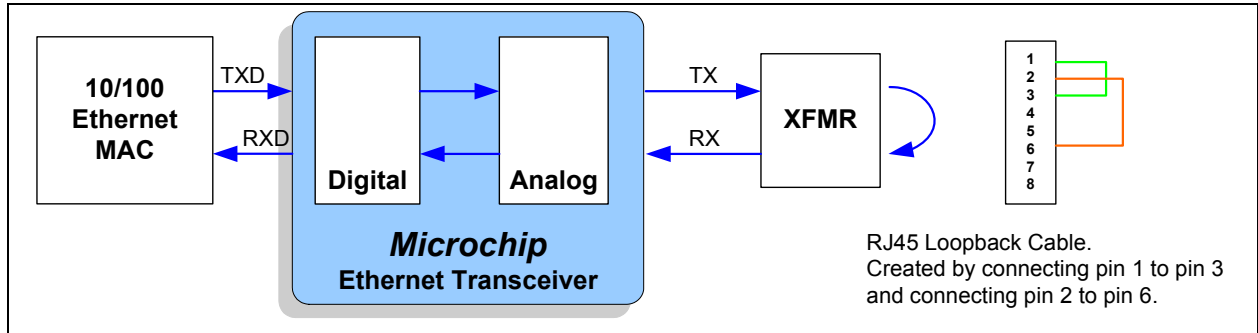 10/100
Ethernet
MAC
TXD
RXD
Digital
Analog
Microchip
Ethernet Transceiver
TX
RX
XFMR
1
2
3
4
5
6
7
8
RJ45 Loopback Cable.
Created by connecting pin 1 to pin 3
and connecting pin 2 to pin 6.